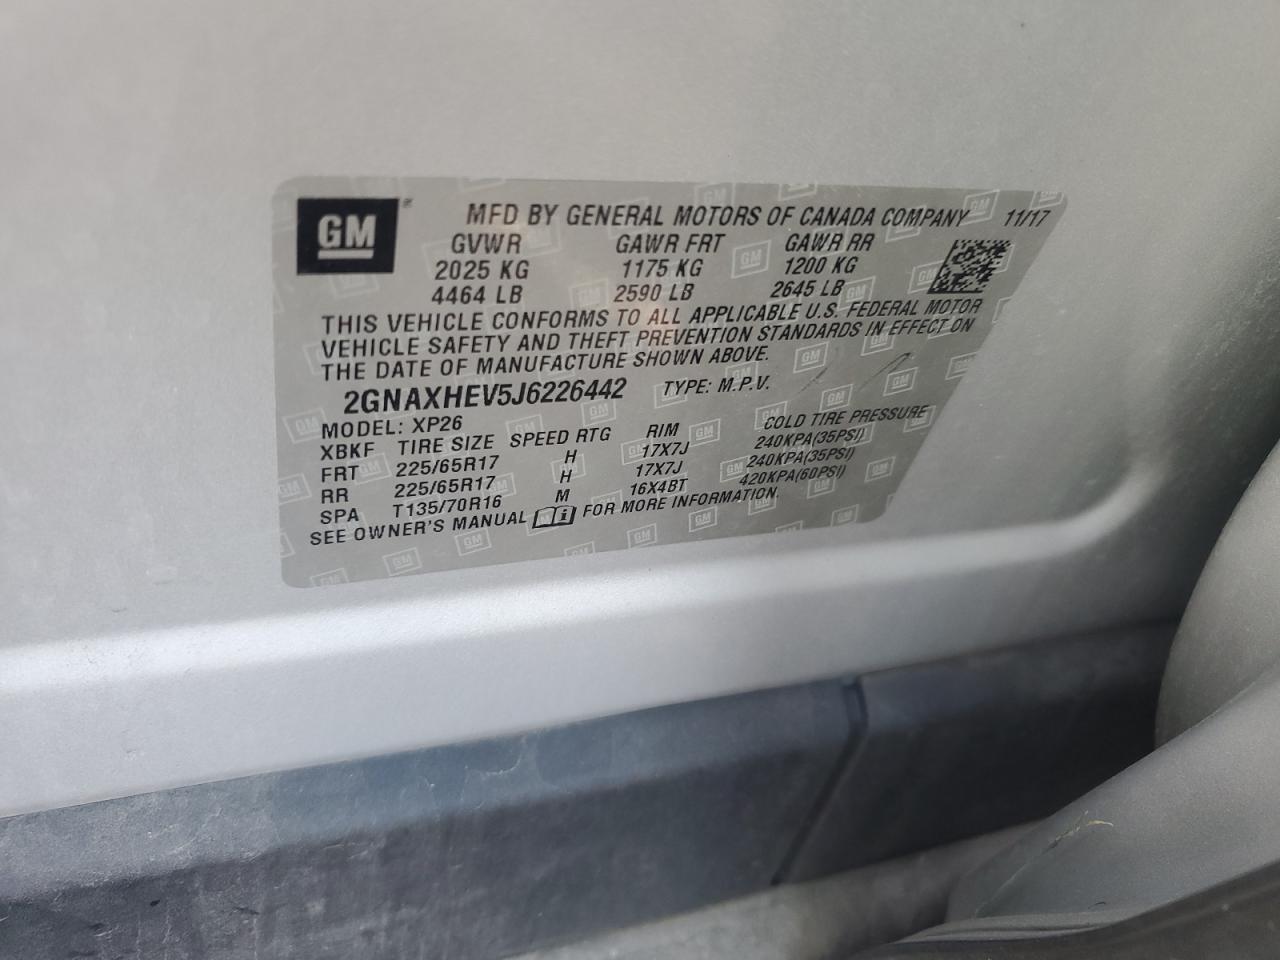 GM
MFD BY GENERAL MOTORS OF CANADA COMPANY 11/17
GVWR GAWR FRT GAWR RR
2025 KG 1175 KG 1200 KG
4464 LB 2590 LB 2645 LB
THIS VEHICLE CONFORMS TO ALL APPLICABLE U.S. FEDERAL MOTOR
VEHICLE SAFETY AND THEFT PREVENTION STANDARDS IN EFFECT ON
THE DATE OF MANUFACTURE SHOWN ABOVE.
2GNAXHEV5J6226442 TYPE: M.P.V.
MODEL: XP26
XBKF TIRE SIZE SPEED RTG RIM COLD TIRE PRESSURE
FRT 225/65R17 H 17X7J 240KPA(35PSI)
RR 225/65R17 H 17X7J 240KPA(35PSI)
SPA T135/70R16 M 16X4BT 420KPA(60PSI)
SEE OWNER'S MANUAL FOR MORE INFORMATION.